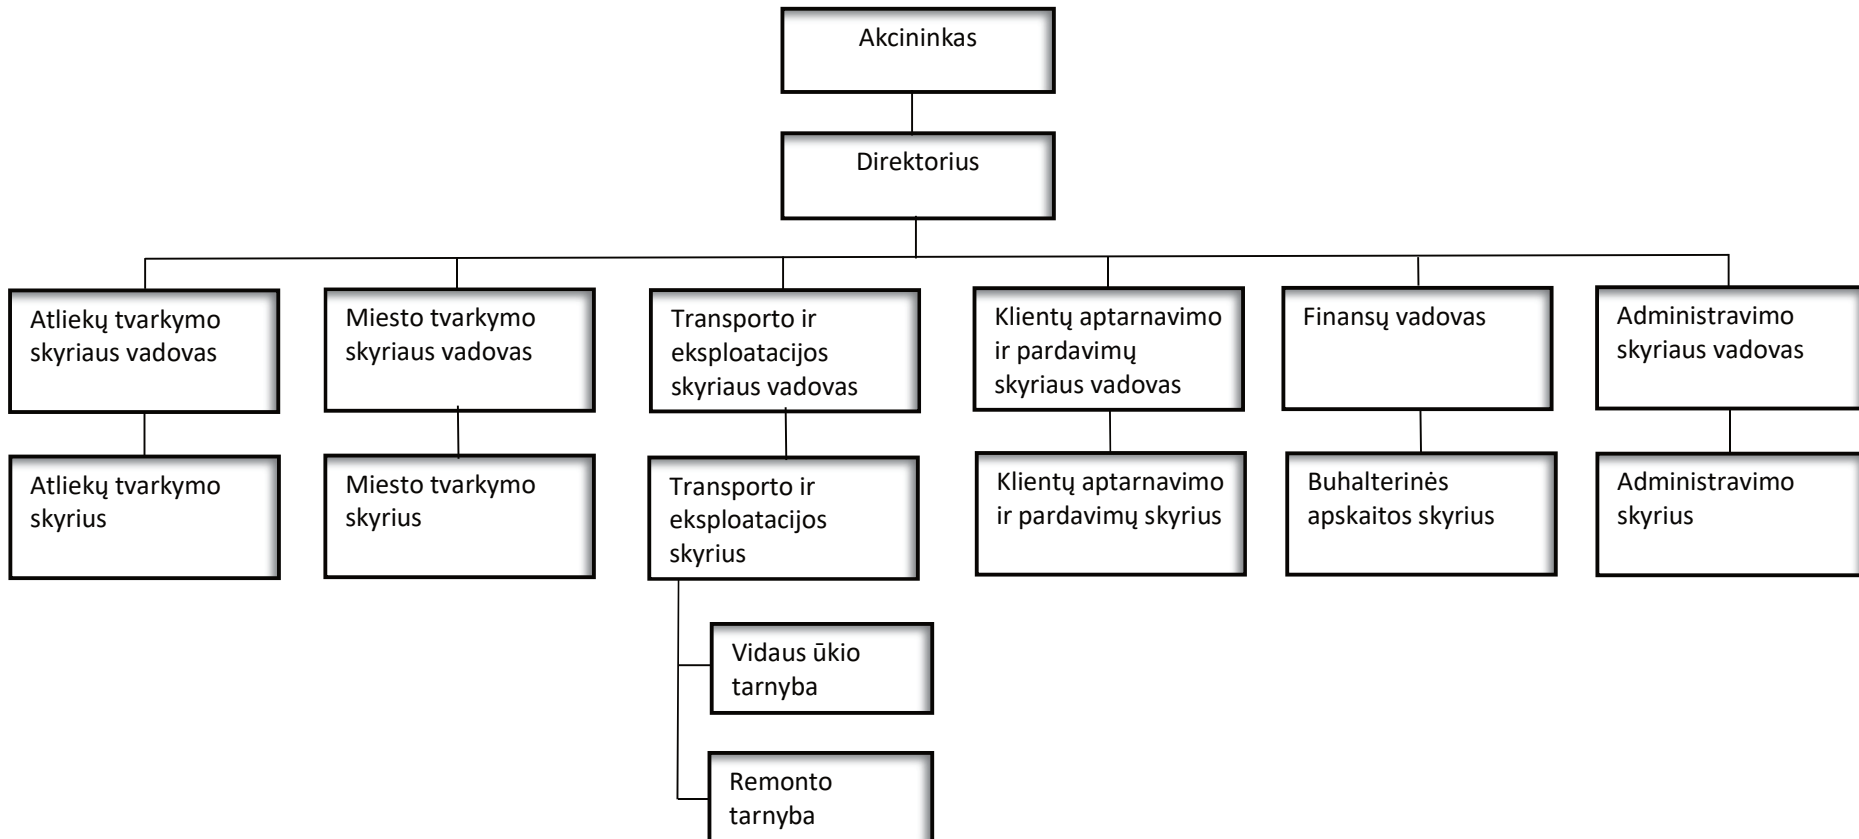 Akcininkas
Direktorius
Atliekų tvarkymo
skyriaus vadovas
Miesto tvarkymo
skyriaus vadovas
Transporto ir
eksploatacijos
skyriaus vadovas
Klientų aptarnavimo
ir pardavimų
skyriaus vadovas
Finansų vadovas
Administravimo
skyriaus vadovas
Atliekų tvarkymo
skyrius
Miesto tvarkymo
skyrius
Transporto ir
eksploatacijos
skyrius
Klientų aptarnavimo
ir pardavimų skyrius
Buhalterinės
apskaitos skyrius
Administravimo
skyrius
Vidaus ūkio
tarnyba
Remonto
tarnyba